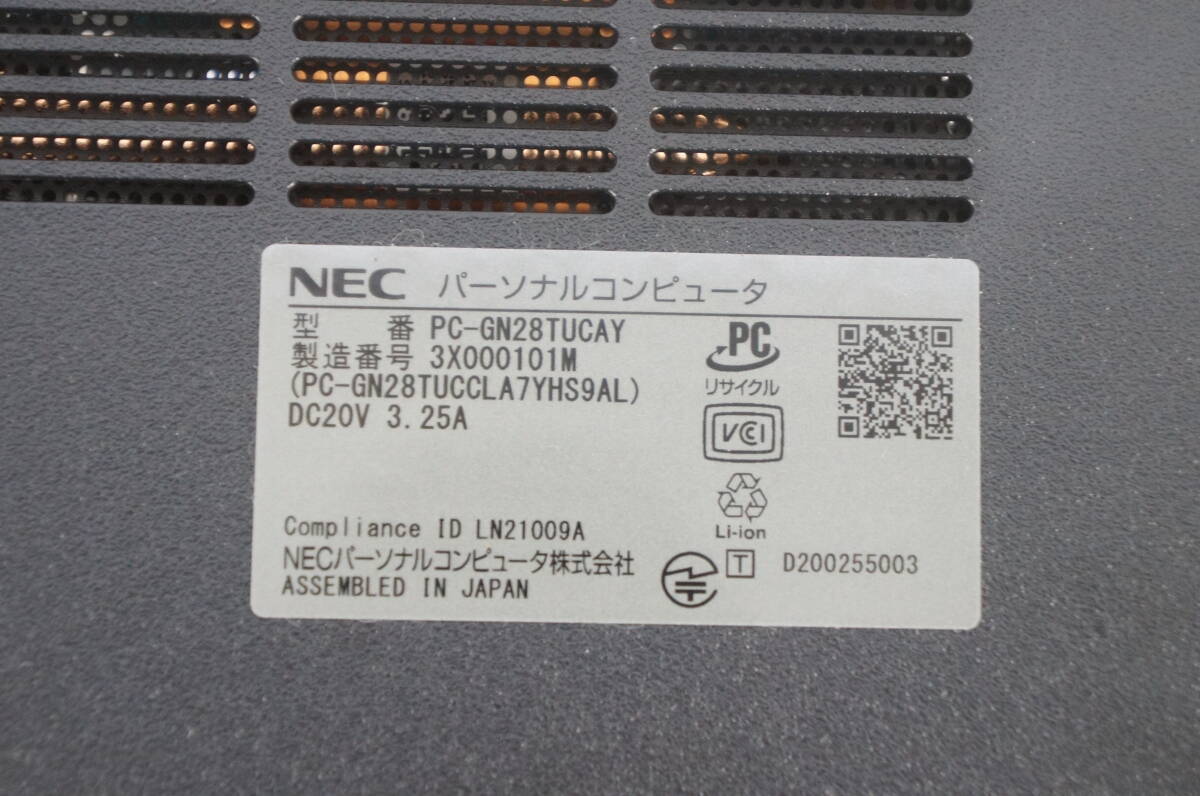 NEC パーソナルコンピュータ
型 番 PC-GN28TUCAY
製造番号 3X000101M
(PC-GN28TUCCLA7YHS9AL)
DC20V 3.25A
PC
リサイクル
VCCI
Li-ion
Compliance ID LN21009A
NECパーソナルコンピュータ株式会社
ASSEMBLED IN JAPAN
T D200255003